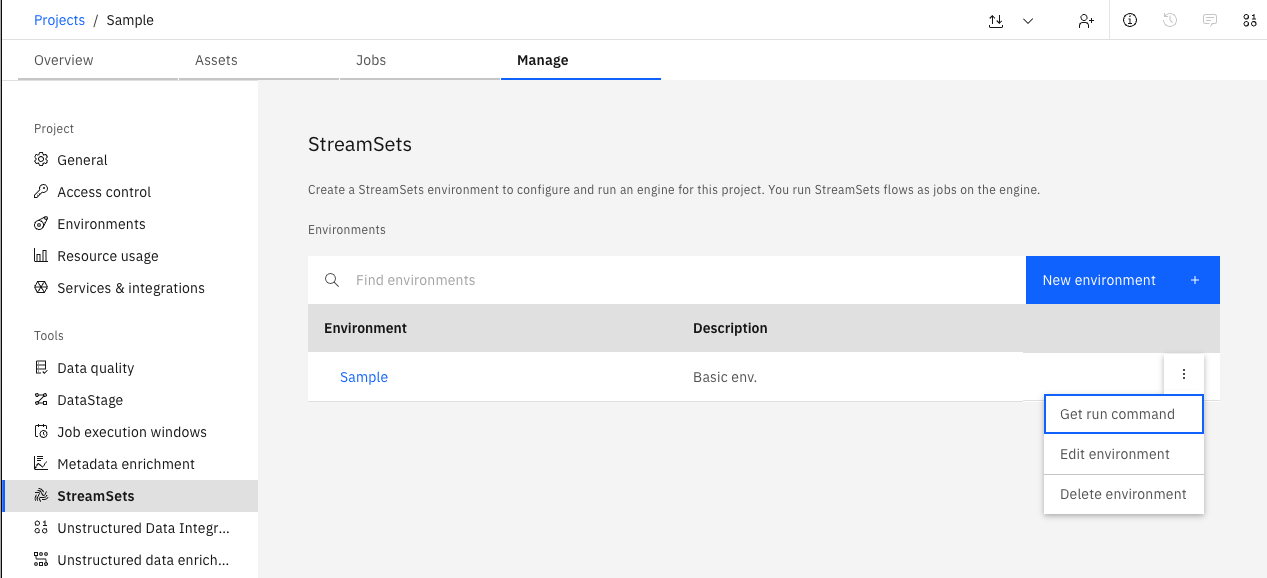 Projects / Sample
Overview
Assets
Jobs
Manage
Project
General
Access control
Environments
Resource usage
Services & integrations
Tools
Data quality
DataStage
Job execution windows
Metadata enrichment
StreamSets
Unstructured Data Integr...
Unstructured data enrich...
StreamSets
Create a StreamSets environment to configure and run an engine for this project. You run StreamSets flows as jobs on the engine.
Environments
Find environments
New environment +
Environment Description
Sample Basic env.
Get run command
Edit environment
Delete environment